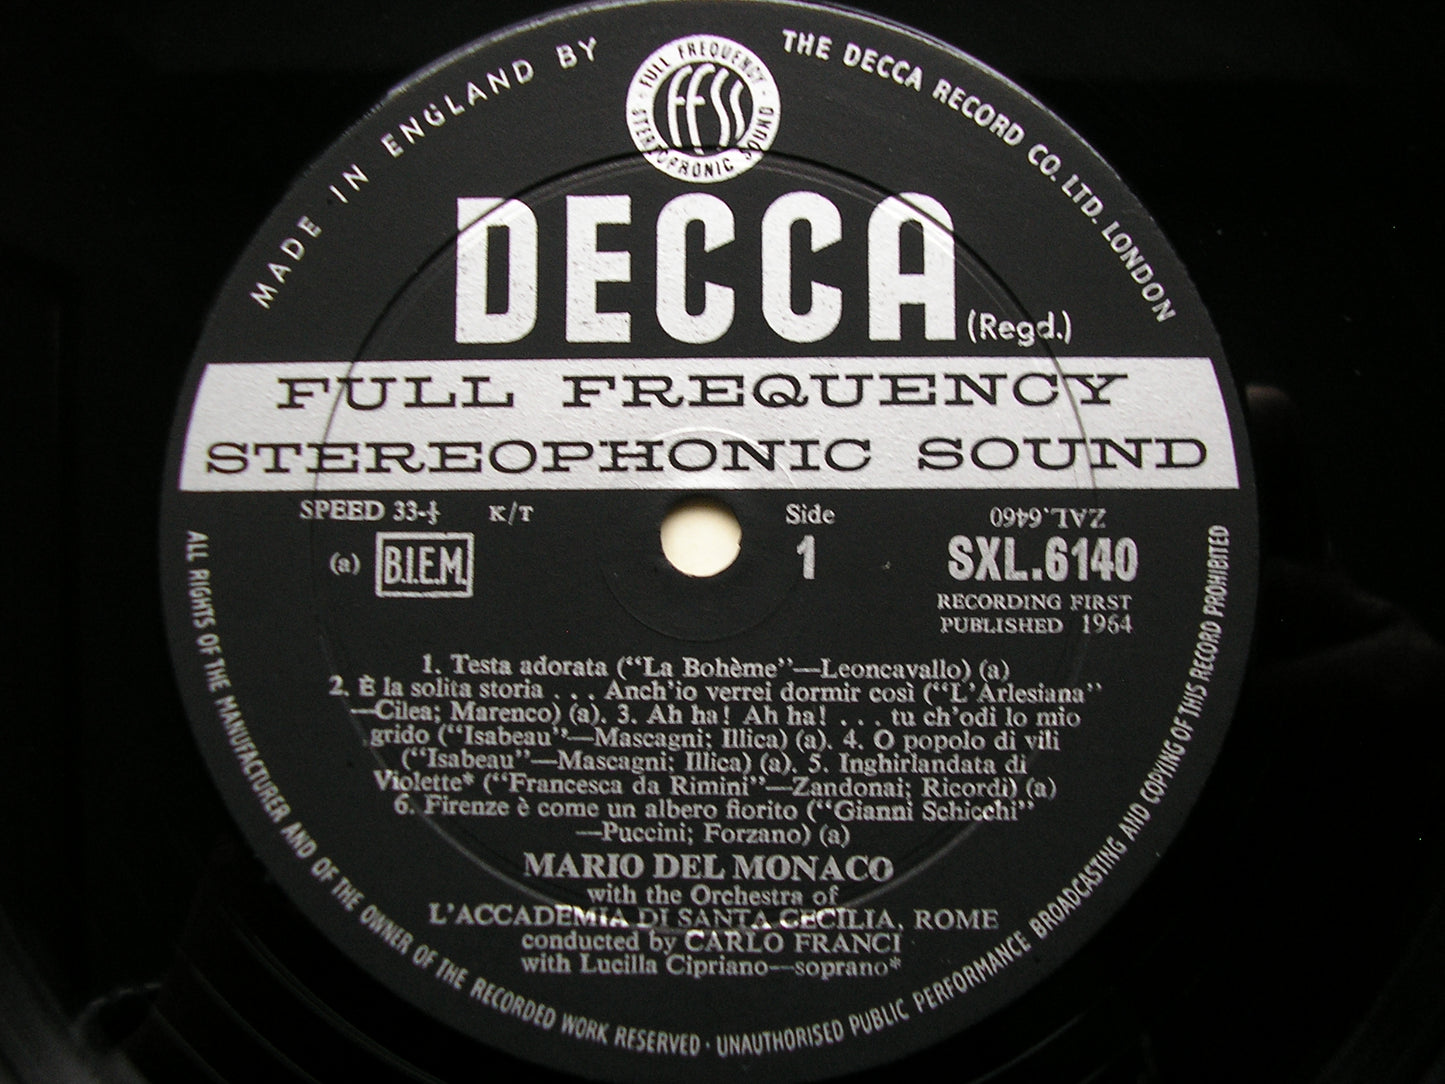 MADE IN ENGLAND BY
THE DECCA RECORD CO. LTD. LONDON
FULL FREQUENCY
STEREOPHONIC SOUND
FFSS
DECCA (Regd.)
FULL FREQUENCY
STEREOPHONIC SOUND
SPEED 33-⅓ K/T
(a) B.I.E.M.
Side
1
ZAL.6460
SXL.6140
RECORDING FIRST
PUBLISHED 1964
1. Testa adorata ("La Bohème"—Leoncavallo) (a)
2. È la solita storia . . . Anch'io verrei dormir così ("L'Arlesiana"
—Cilea; Marenco) (a). 3. Ah ha! Ah ha! . . . tu ch'odi lo mio
grido ("Isabeau"—Mascagni; Illica) (a). 4. O popolo di vili
("Isabeau"—Mascagni; Illica) (a). 5. Inghirlandata di
Violette* ("Francesca da Rimini"—Zandonai; Ricordi) (a)
6. Firenze è come un albero fiorito ("Gianni Schicchi"
—Puccini; Forzano) (a)
MARIO DEL MONACO
with the Orchestra of
L'ACCADEMIA DI SANTA CECILIA, ROME
conducted by CARLO FRANCI
with Lucilla Cipriano—soprano*
ALL RIGHTS OF THE MANUFACTURER AND OF THE OWNER OF THE RECORDED WORK RESERVED · UNAUTHORISED PUBLIC PERFORMANCE BROADCASTING AND COPYING OF THIS RECORD PROHIBITED